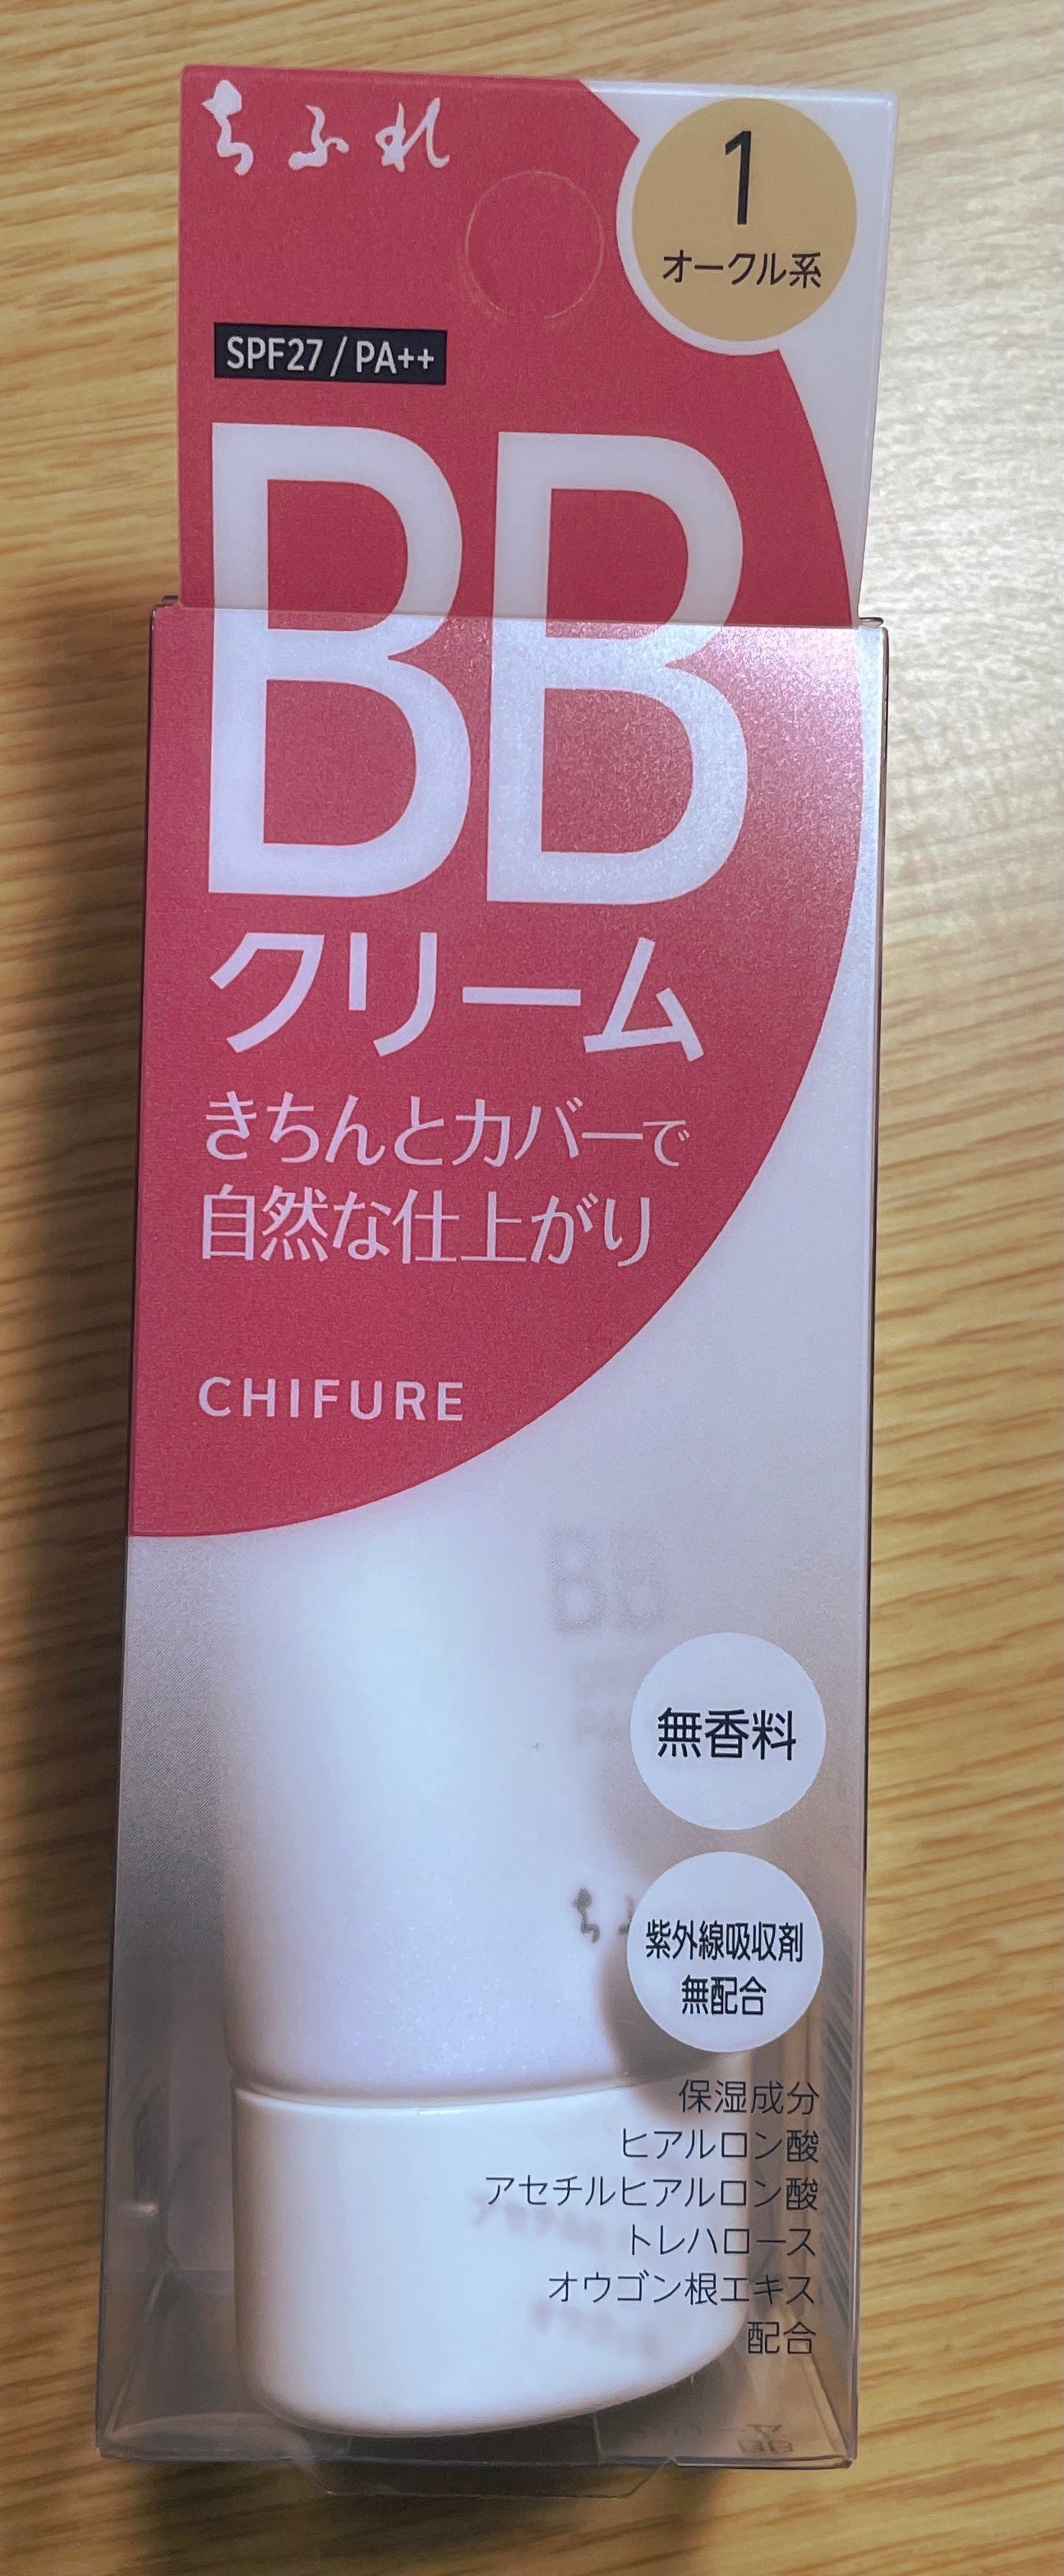 ちふれ
1
オークル系
SPF27 / PA++
BB
クリーム
きちんとカバーで
自然な仕上がり
CHIFURE
BB
無香料
ち
紫外線吸収剤
無配合
保湿成分
ヒアルロン酸
アセチルヒアルロン酸
トレハロース
オウゴン根エキス
配合